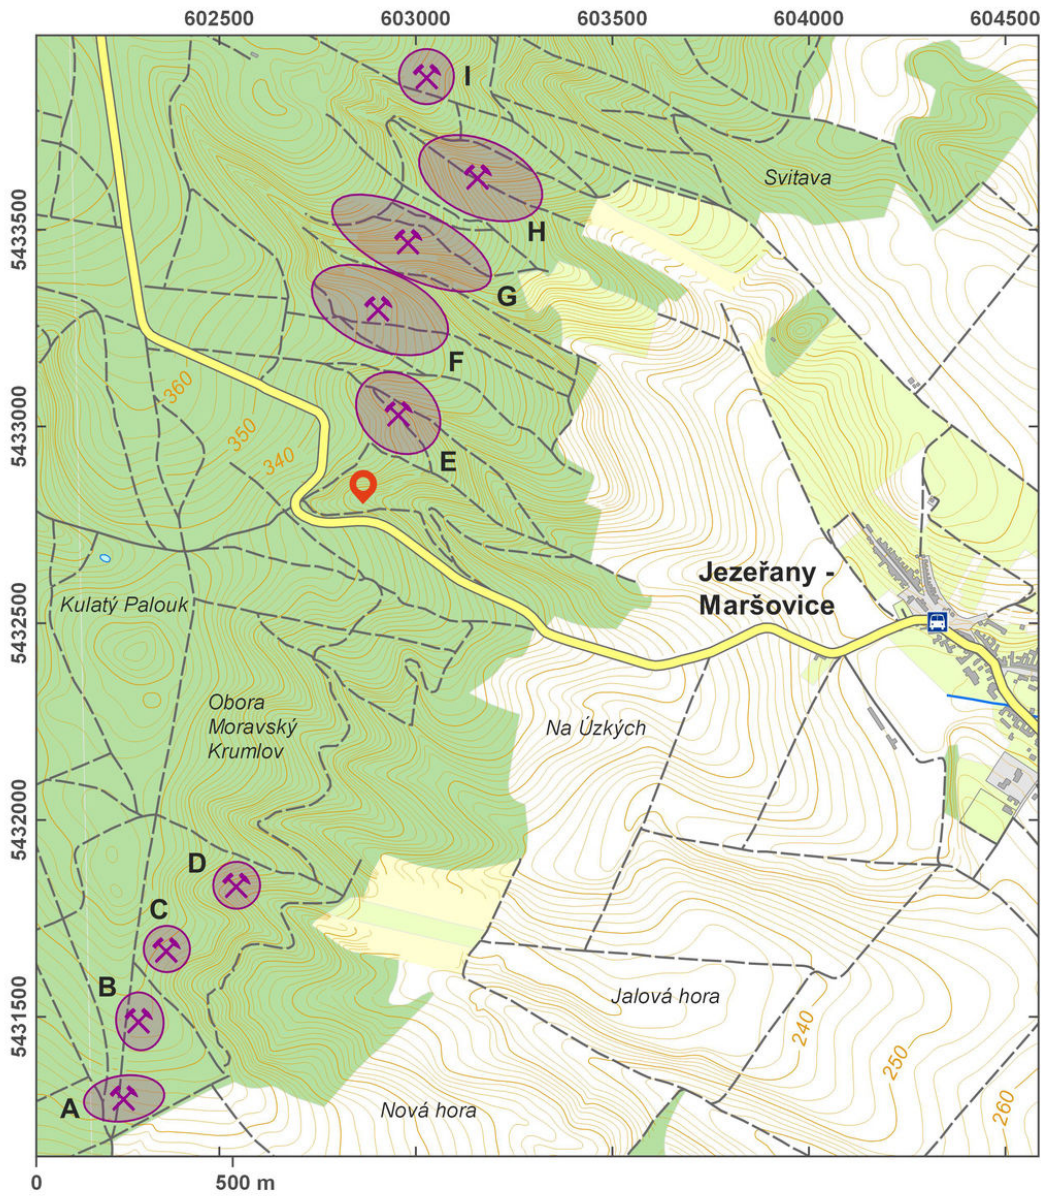 602500
603000
603500
604000
604500
I
Svitava
5433500
H
G
F
360
5433000
350
340
E
Jezeřany -
Maršovice
5432500
Kulatý Palouk
Obora
Moravský
Krumlov
Na Úzkých
5432000
D
C
B
Jalová hora
5431500
240
250
A
Nová hora
260
0
500 m